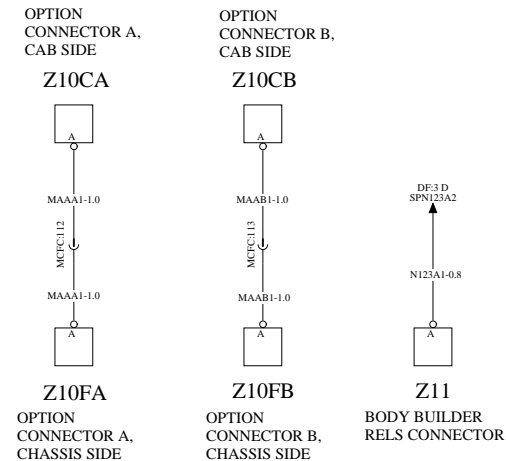 OPTION
CONNECTOR A,
CAB SIDE
Z10CA
A
MAAA1-1.0
MCFC:112
MAAA1-1.0
A
Z10FA
OPTION
CONNECTOR A,
CHASSIS SIDE
OPTION
CONNECTOR B,
CAB SIDE
Z10CB
A
MAAB1-1.0
MCFC:113
MAAB1-1.0
A
Z10FB
OPTION
CONNECTOR B,
CHASSIS SIDE
DF:3 D
SPN123A2
N123A1-0.8
A
Z11
BODY BUILDER
RELS CONNECTOR